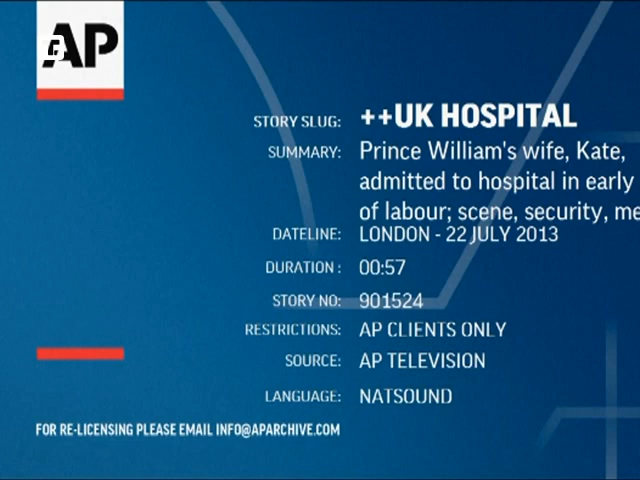 AP
STORY SLUG: ++UK HOSPITAL
SUMMARY: Prince William's wife, Kate,
admitted to hospital in early
of labour; scene, security, me
DATELINE: LONDON - 22 JULY 2013
DURATION : 00:57
STORY NO: 901524
RESTRICTIONS: AP CLIENTS ONLY
SOURCE: AP TELEVISION
LANGUAGE: NATSOUND
FOR RE-LICENSING PLEASE EMAIL INFO@APARCHIVE.COM